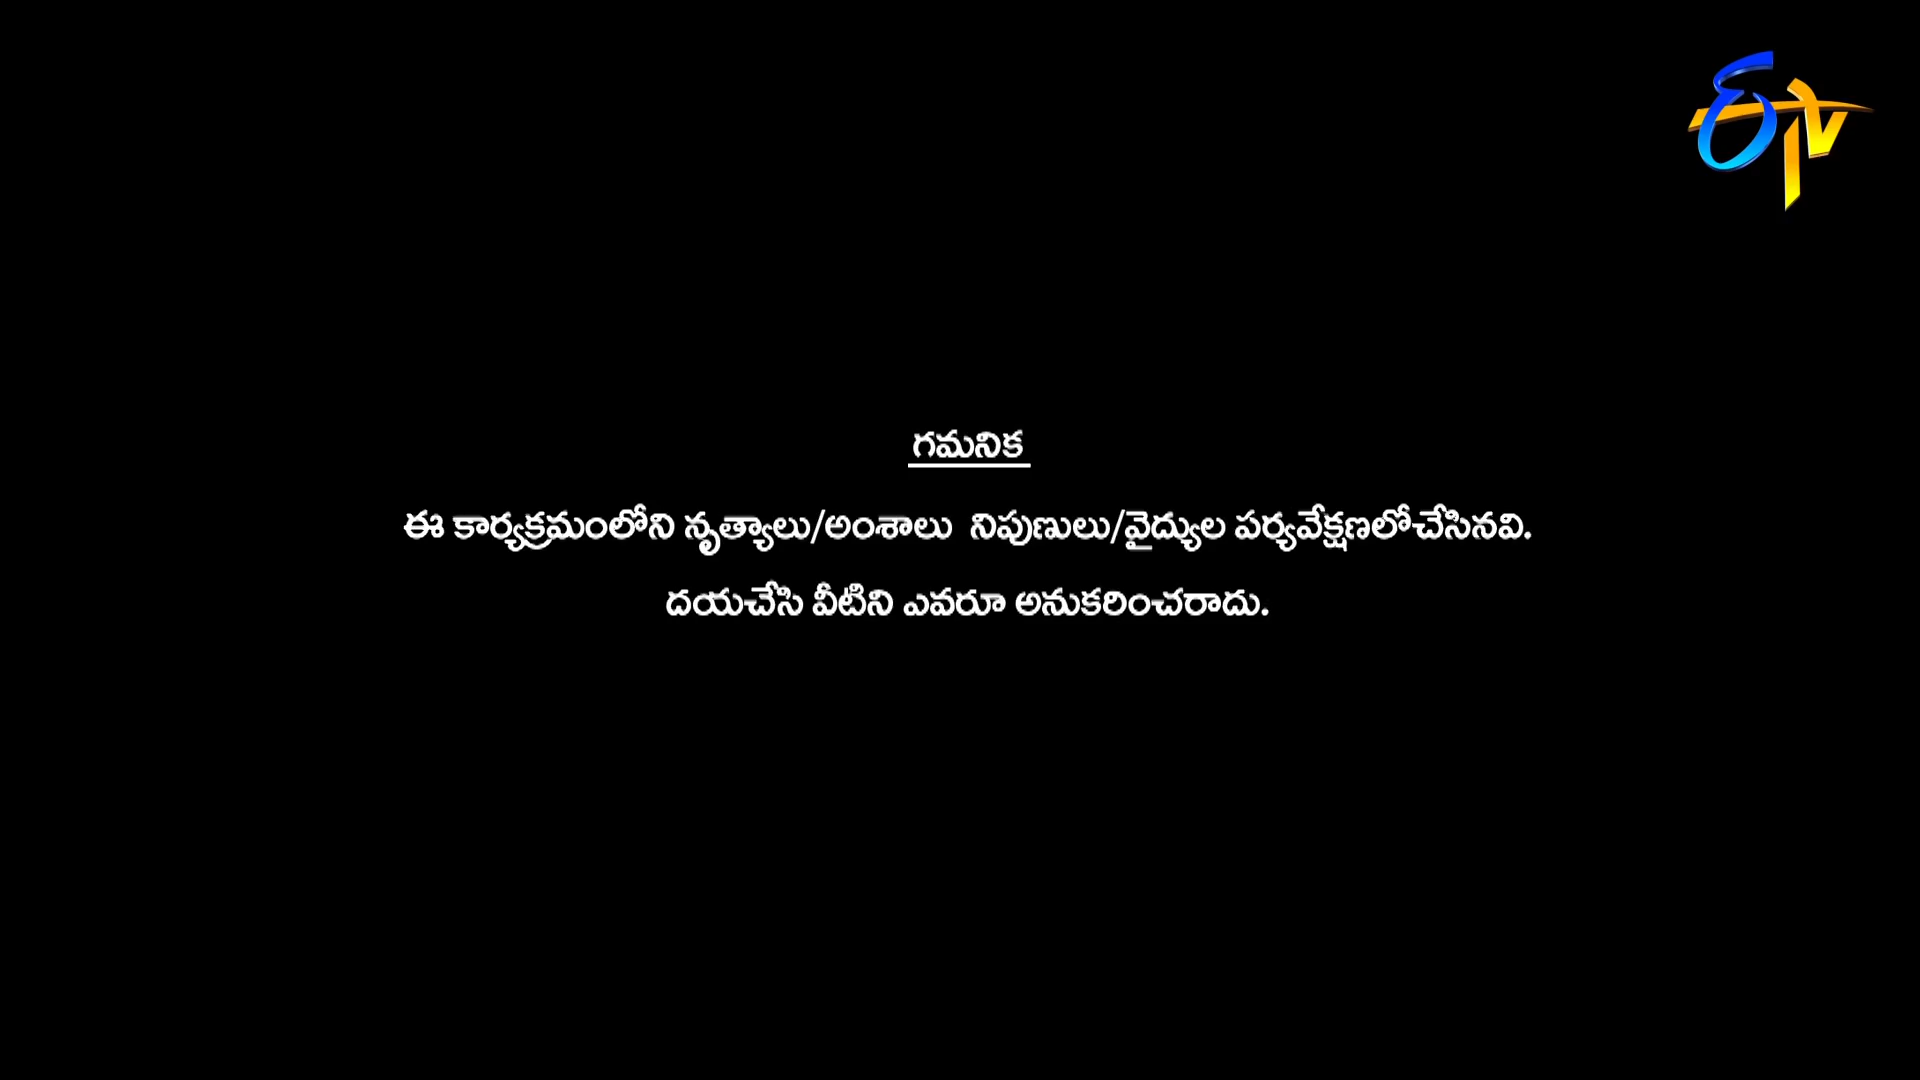 ETV
గమనిక
ఈ కార్యక్రమంలోని నృత్యాలు/అంశాలు నిపుణులు/వైద్యుల పర్యవేక్షణలోచేసినవి.
దయచేసి వీటిని ఎవరూ అనుకరించరాదు.